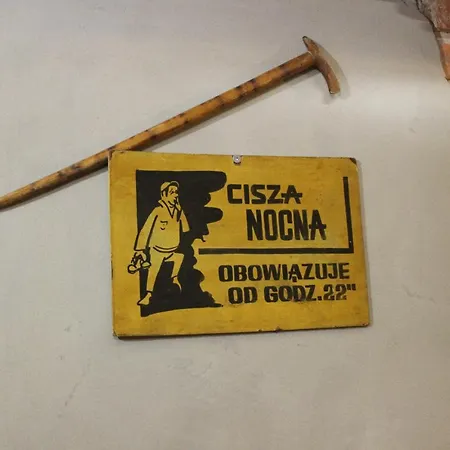 CISZA
NOCNA
OBOWIĄZUJE
OD GODZ.22"